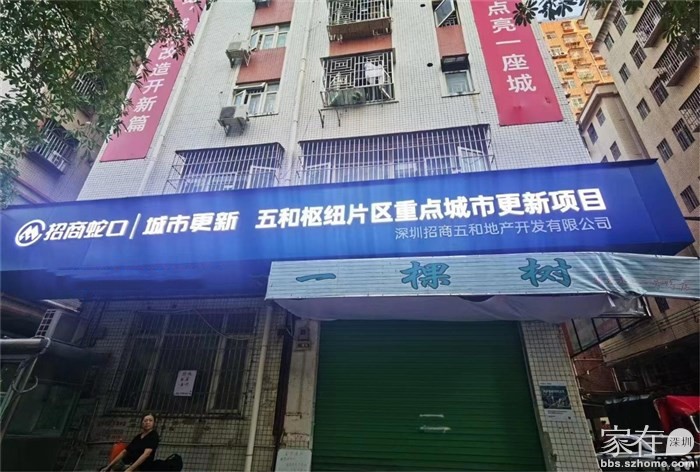 改造开新篇
点亮一座城
招商蛇口 | 城市更新 五和枢纽片区重点城市更新项目
深圳招商五和地产开发有限公司
一棵树
家在深圳
bbs.szhome.com